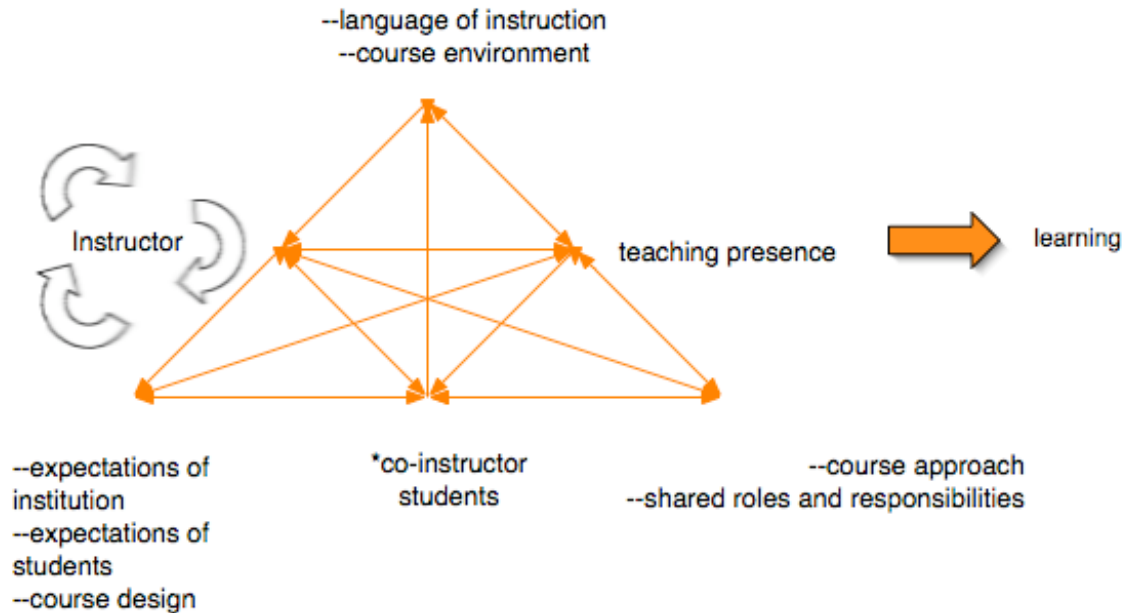 --language of instruction
--course environment
Instructor
teaching presence
learning
--expectations of
institution
--expectations of
students
--course design
*co-instructor
students
--course approach
--shared roles and responsibilities